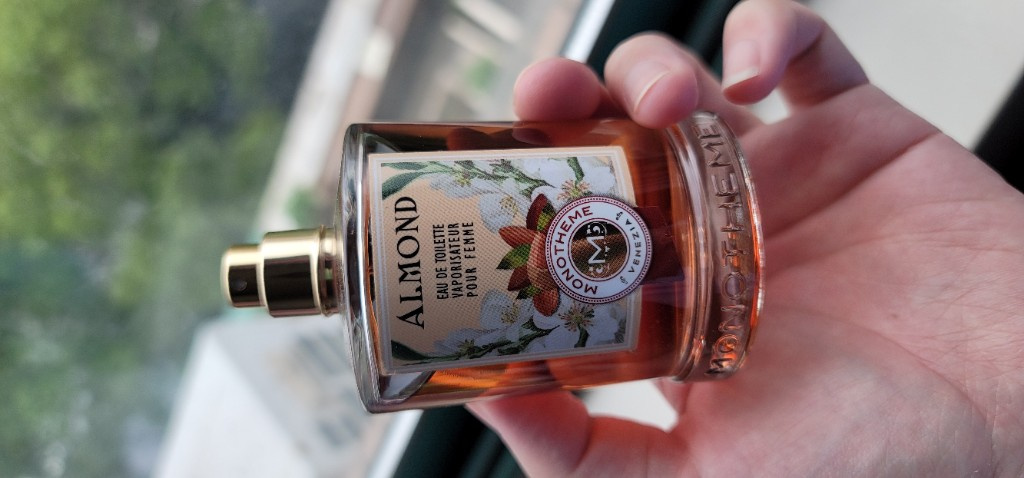 ALMOND
EAU DE TOILETTE
VAPORISATEUR
POUR FEMME
MONOTHEME
M
VENEZIA
MONOTHEME